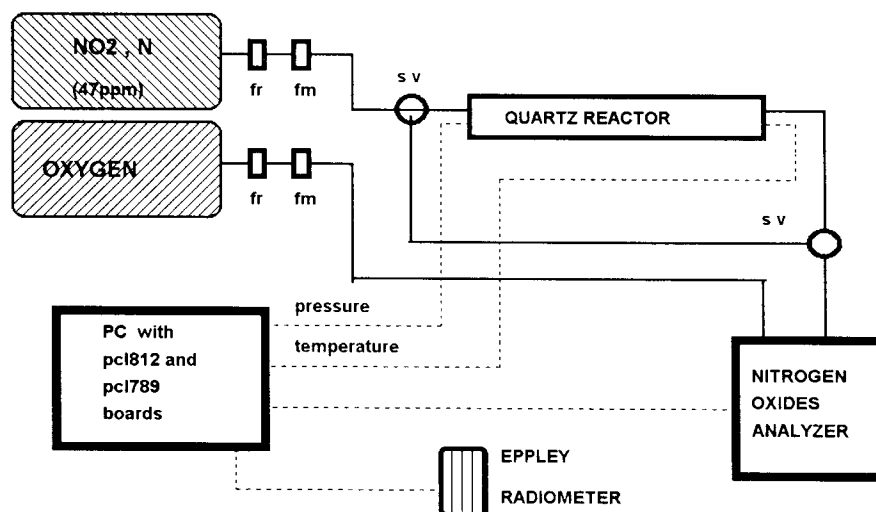 NO2 , N
(47ppm)
fr
fm
s v
QUARTZ REACTOR
OXYGEN
fr
fm
s v
pressure
temperature
PC with
pcl812 and
pcl789
boards
NITROGEN
OXIDES
ANALYZER
EPPLEY
RADIOMETER